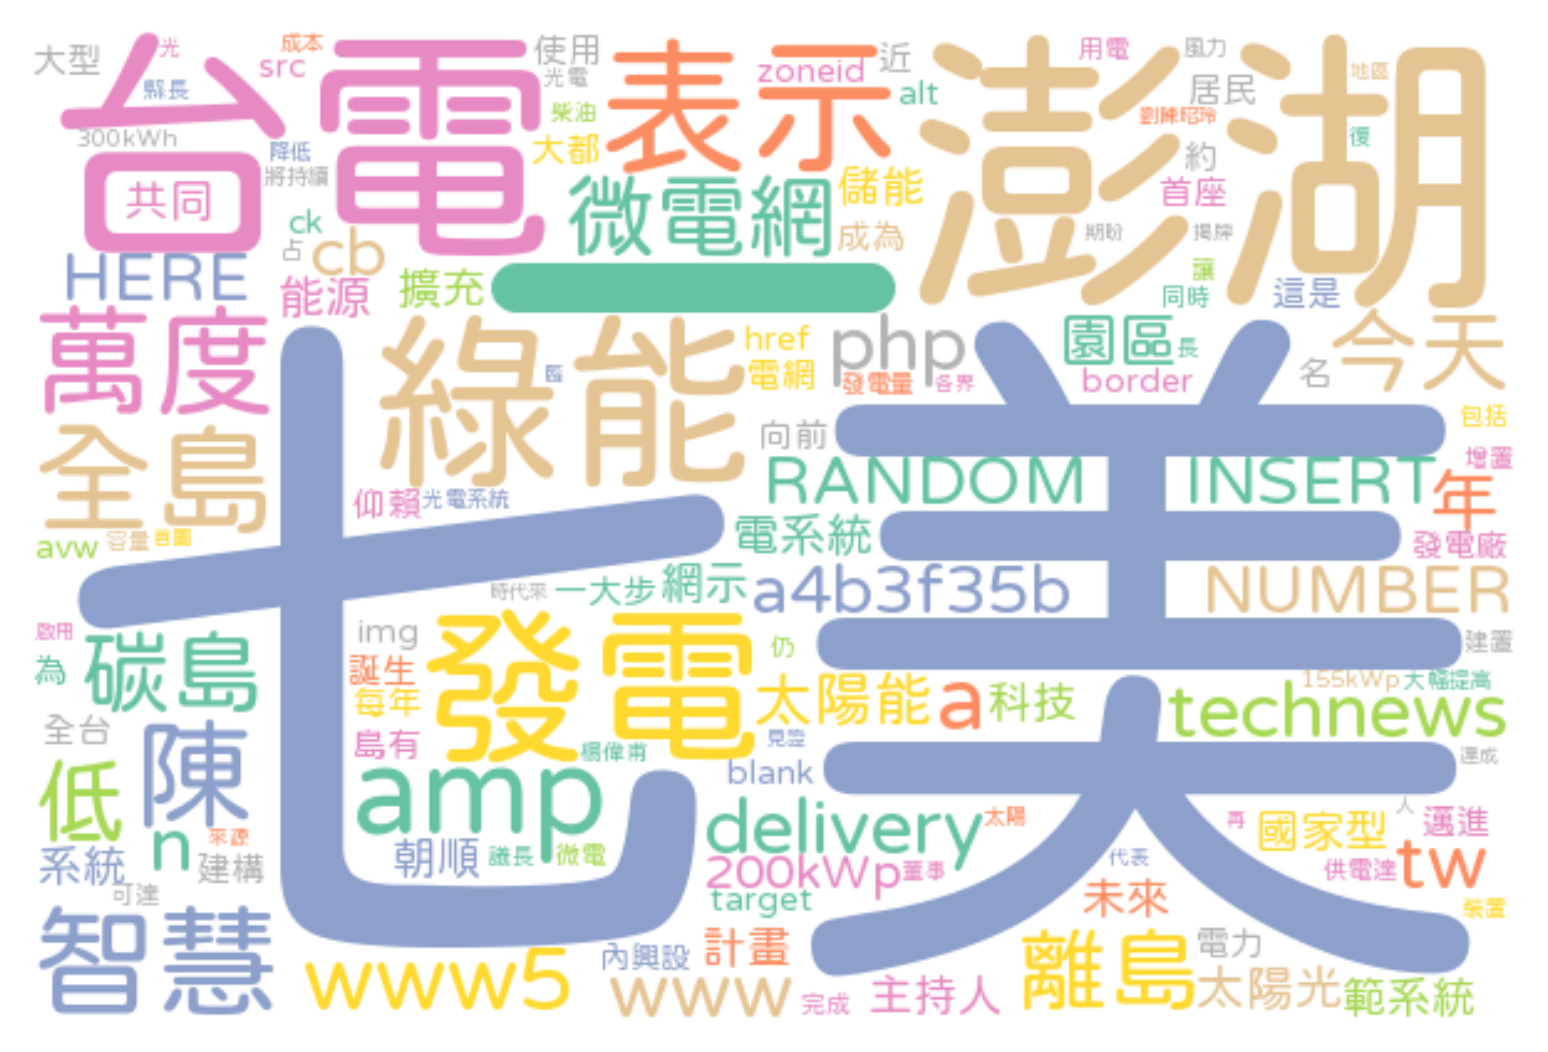 大型
光
成本
src
縣長
台電
300kWh
降低
將持續
共同
使用
光電
柴油
大都
表示
zoneid
近
alt
用電
風力
居民
地區
劉陳昭玲
復
約
首座
澎湖
微電網
儲能
成為
期盼
揭牌
讓
同時
這是
ck
占
cb
HERE
能源
擴充
一
萬度
綠能
href
電網
php
發電量
各界
園區
長
border
名
今天
向前
包括
全島
仰賴
光電系統
RANDOM
INSERT
增置
年
avw
容量
首圖
電系統
發電廠
七美
時代來
一大步
網示
a4b3f35b
NUMBER
啟用
為
碳島
img
誕生
每年
島有
發電
仍
太陽能
a
科技
建置
155kWp
大幅提高
technews
全台
陳
楊偉甫
見證
blank
達成
低
n
來源
系統
建構
可達
amp
朝順
議長
微電
delivery
太陽
200kWp
董事
target
代表
再
國家型
人
邁進
供電達
tw
未來
裝置
智慧
www5
內興設
計畫
www
完成
主持人
離島
電力
太陽光
範系統